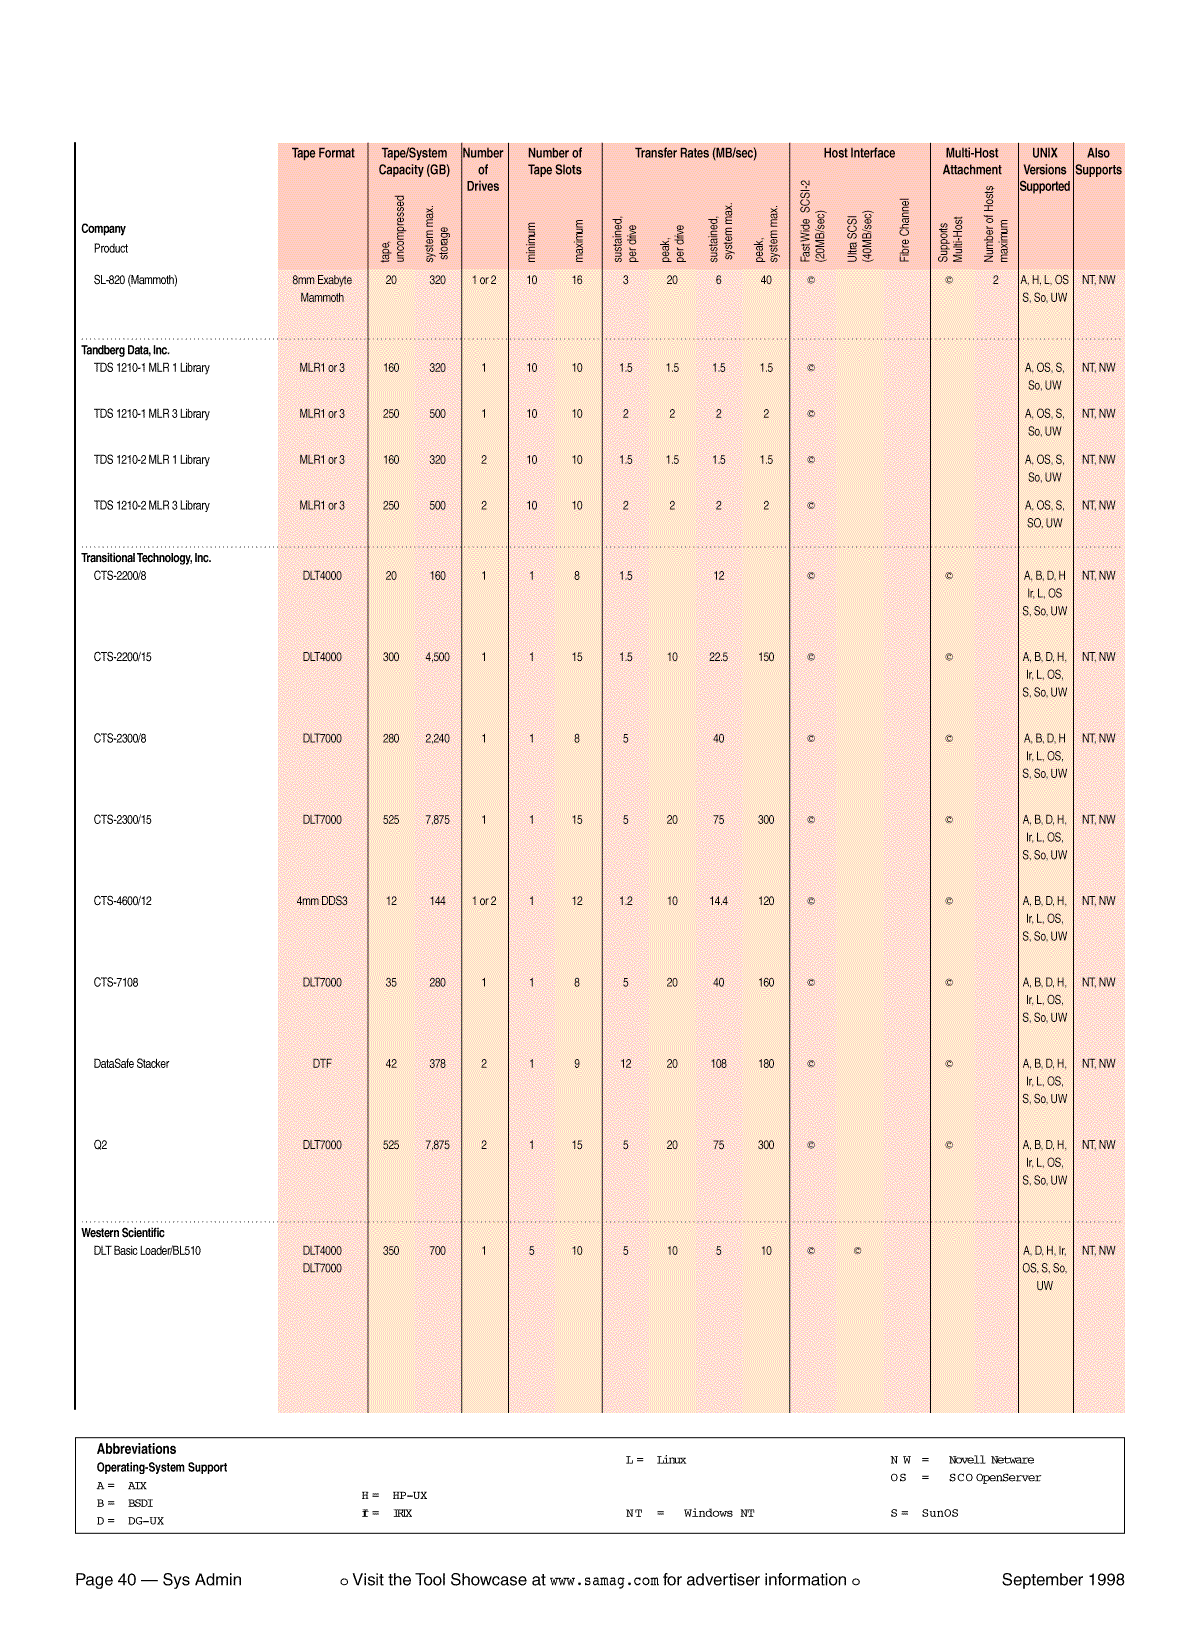 Tape Format Tape/System Number Number of Transfer Rates (MB/sec) Host Interface Multi-Host UNIX Also
Capacity (GB) of Tape Slots Attachment Versions Supports
Drives Supported
tape, uncompressed
system max. storage
minimum
maximum
sustained, per drive
peak, per drive
sustained, system max.
peak, system max.
Fast Wide SCSI-2 (20MB/sec)
Ultra SCSI (40MB/sec)
Fibre Channel
Supports Multi-Host
Number of Hosts maximum
Company
Product
SL-820 (Mammoth) 8mm Exabyte 20 320 1 or 2 10 16 3 20 6 40 © © 2 A, H, L, OS NT, NW
Mammoth S, So, UW
Tandberg Data, Inc.
TDS 1210-1 MLR 1 Library MLR1 or 3 160 320 1 10 10 1.5 1.5 1.5 1.5 © A, OS, S, NT, NW
So, UW
TDS 1210-1 MLR 3 Library MLR1 or 3 250 500 1 10 10 2 2 2 2 © A, OS, S, NT, NW
So, UW
TDS 1210-2 MLR 1 Library MLR1 or 3 160 320 2 10 10 1.5 1.5 1.5 1.5 © A, OS, S, NT, NW
So, UW
TDS 1210-2 MLR 3 Library MLR1 or 3 250 500 2 10 10 2 2 2 2 © A, OS, S, NT, NW
SO, UW
Transitional Technology, Inc.
CTS-2200/8 DLT4000 20 160 1 1 8 1.5 12 © © A, B, D, H NT, NW
Ir, L, OS
S, So, UW
CTS-2200/15 DLT4000 300 4,500 1 1 15 1.5 10 22.5 150 © © A, B, D, H, NT, NW
Ir, L, OS,
S, So, UW
CTS-2300/8 DLT7000 280 2,240 1 1 8 5 40 © © A, B, D, H NT, NW
Ir, L, OS,
S, So, UW
CTS-2300/15 DLT7000 525 7,875 1 1 15 5 20 75 300 © © A, B, D, H, NT, NW
Ir, L, OS,
S, So, UW
CTS-4600/12 4mm DDS3 12 144 1 or 2 1 12 1.2 10 14.4 120 © © A, B, D, H, NT, NW
Ir, L, OS,
S, So, UW
CTS-7108 DLT7000 35 280 1 1 8 5 20 40 160 © © A, B, D, H, NT, NW
Ir, L, OS,
S, So, UW
DataSafe Stacker DTF 42 378 2 1 9 12 20 108 180 © © A, B, D, H, NT, NW
Ir, L, OS,
S, So, UW
Q2 DLT7000 525 7,875 2 1 15 5 20 75 300 © © A, B, D, H, NT, NW
Ir, L, OS,
S, So, UW
Western Scientific
DLT Basic Loader/BL510 DLT4000 350 700 1 5 10 5 10 5 10 © © A, D, H, Ir, NT, NW
DLT7000 OS, S, So,
UW
Abbreviations
Operating-System Support
A = AIX
B = BSDI
D = DG-UX
H = HP-UX
Ir = IRIX
L = Linux
NT = Windows NT
NW = Novell Netware
OS = SCO OpenServer
S = SunOS
Page 40 — Sys Admin o Visit the Tool Showcase at www.samag.com for advertiser information o September 1998